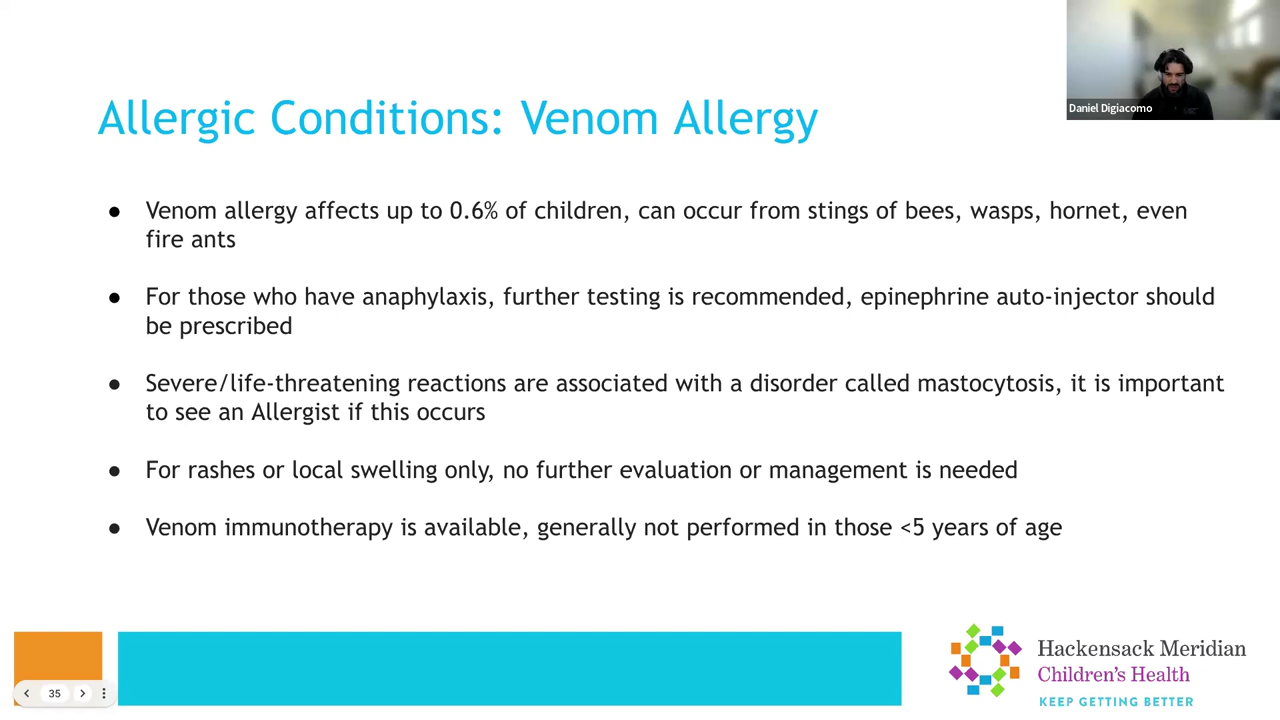 Daniel Digiacomo
Allergic Conditions: Venom Allergy
● Venom allergy affects up to 0.6% of children, can occur from stings of bees, wasps, hornet, even
fire ants
● For those who have anaphylaxis, further testing is recommended, epinephrine auto-injector should
be prescribed
● Severe/life-threatening reactions are associated with a disorder called mastocytosis, it is important
to see an Allergist if this occurs
● For rashes or local swelling only, no further evaluation or management is needed
● Venom immunotherapy is available, generally not performed in those <5 years of age
35
Hackensack Meridian
Children's Health
KEEP GETTING BETTER